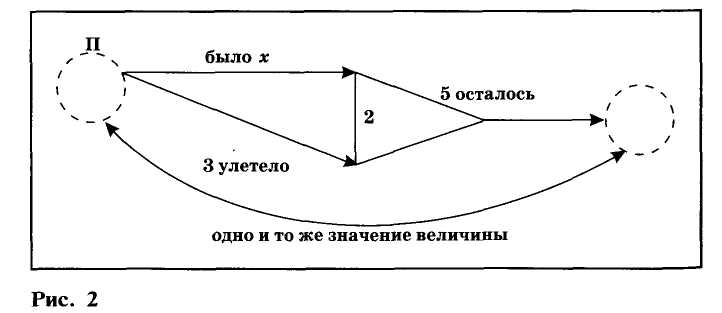 П
было x
5 осталось
2
3 улетело
одно и то же значение величины
Рис. 2